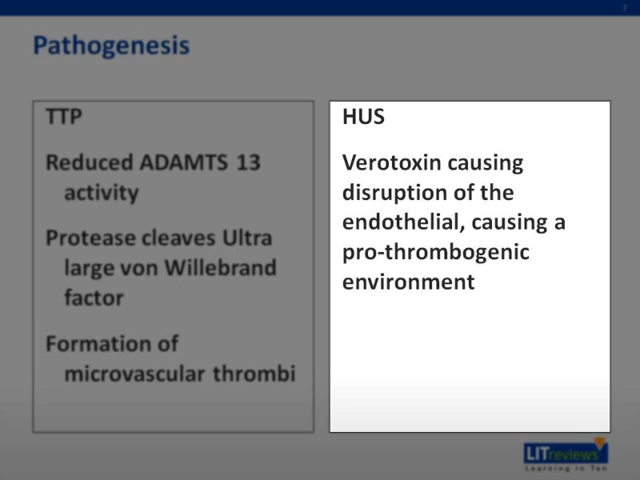 7
Pathogenesis
TTP
Reduced ADAMTS 13
activity
Protease cleaves Ultra
large von Willebrand
factor
Formation of
microvascular thrombi
HUS
Verotoxin causing
disruption of the
endothelial, causing a
pro-thrombogenic
environment
LITreviews
Learning in Ten